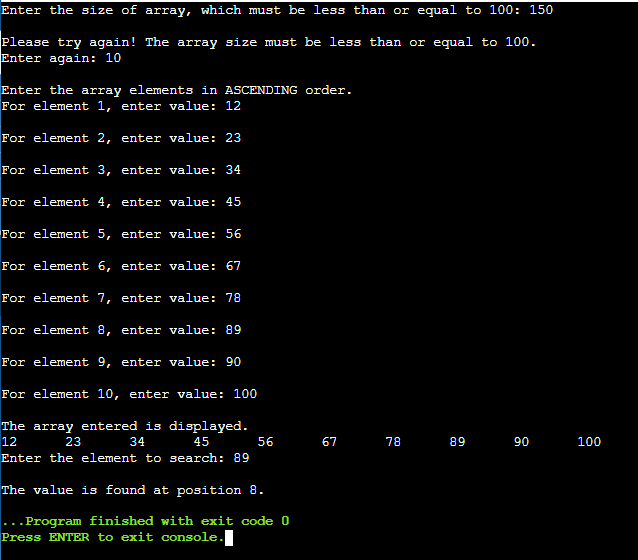 Enter the size of array, which must be less than or equal to 100: 150
Please try again! The array size must be less than or equal to 100.
Enter again: 10
Enter the array elements in ASCENDING order.
For element 1, enter value: 12
For element 2, enter value: 23
For element 3, enter value: 34
For element 4, enter value: 45
For element 5, enter value: 56
For element 6, enter value: 67
For element 7, enter value: 78
For element 8, enter value: 89
For element 9, enter value: 90
For element 10, enter value: 100
The array entered is displayed.
12 23 34 45 56 67 78 89 90 100
Enter the element to search: 89
The value is found at position 8.
...Program finished with exit code 0
Press ENTER to exit console.